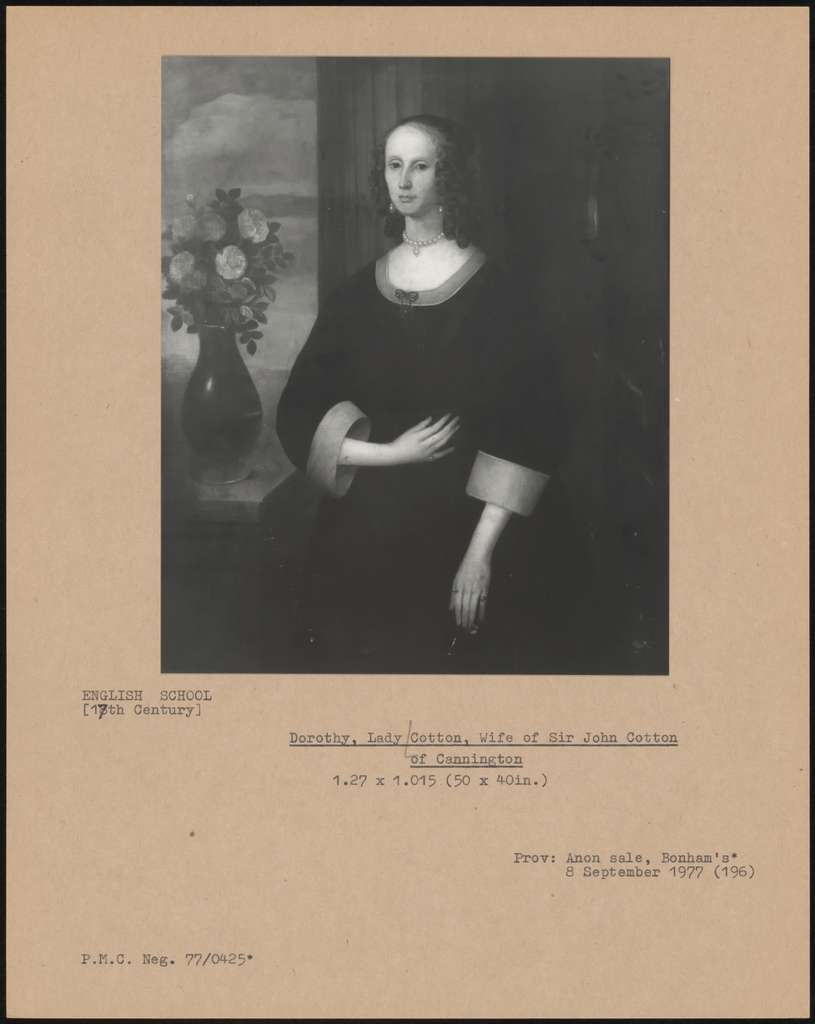 ENGLISH SCHOOL
[17th Century]
Dorothy, Lady Cotton, Wife of Sir John Cotton
of Cannington
1.27 x 1.015 (50 x 40in.)
Prov: Anon sale, Bonham's*
8 September 1977 (196)
P.M.C. Neg. 77/0425*